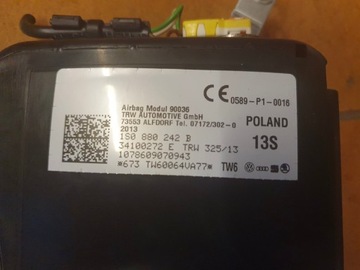 CE 0589-P1-0016
Airbag Modul 90036
TRW AUTOMOTIVE GmbH
73553 ALFDORF Tel. 07172/302-0
2013
POLAND
1S0 880 242 B
13S
34100272 E TRW 325/13
1078609070943
*673 TW60064VA77* TW6